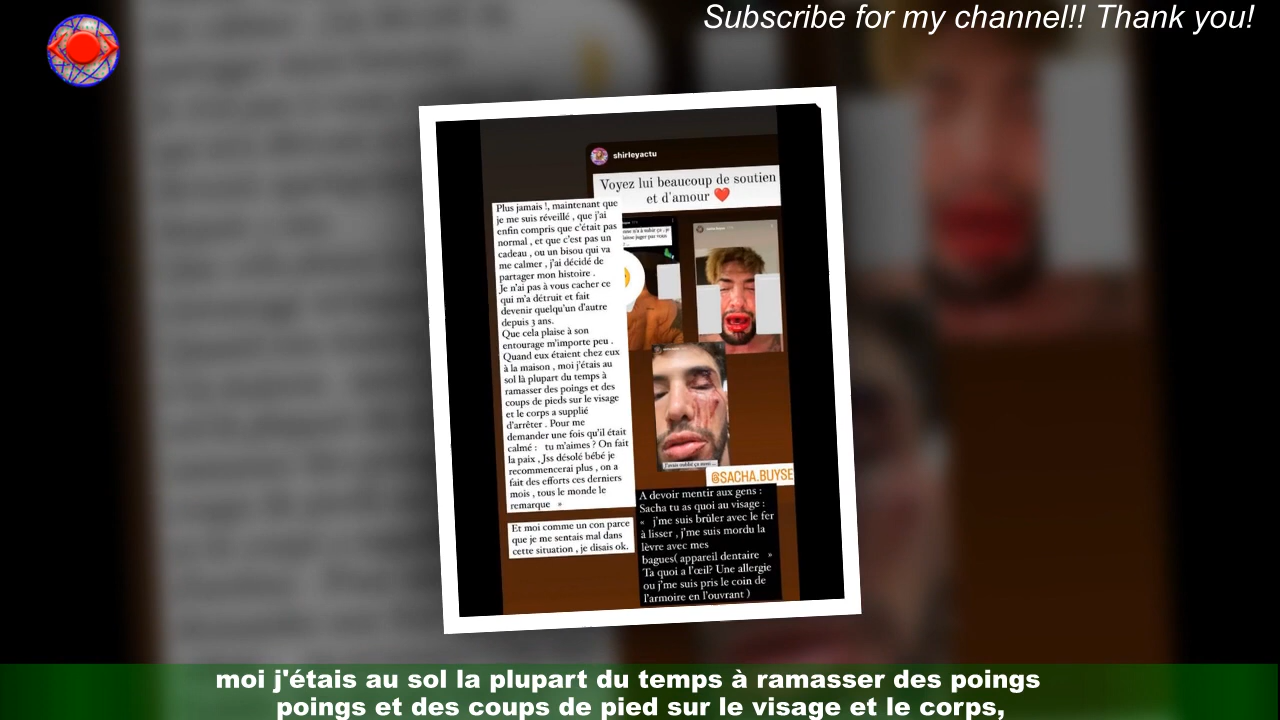 Subscribe for my channel!! Thank you!
shirleyactu
Voyez lui beaucoup de soutien
et d'amour ❤️
Plus jamais !, maintenant que
je me suis réveillé , que j'ai
enfin compris que c'était pas
normal , et que c'est pas un
cadeau , ou un bisou qui va
me calmer , j'ai décidé de
partager mon histoire .
Je n'ai pas à vous cacher ce
qui m'a détruit et fait
devenir quelqu'un d'autre
depuis 3 ans.
Que cela plaise à son
entourage m'importe peu .
Quand eux étaient chez eux
à la maison , moi j'étais au
sol là plupart du temps à
ramasser des poings et des
coups de pieds sur le visage
et le corps a supplié
d'arrêter . Pour me
demander une fois qu'il était
calmé : tu m'aimes ? On fait
la paix , Jss désolé bébé je
recommencerai plus , on a
fait des efforts ces derniers
mois , tous le monde le
remarque »
Et moi comme un con parce
que je me sentais mal dans
cette situation , je disais ok.
J'avais oublié ça aussi ...
@SACHA.BUYSE
A devoir mentir aux gens :
Sacha tu as quoi au visage :
« j'me suis brûler avec le fer
à lisser , j'me suis mordu la
lèvre avec mes
bagues( appareil dentaire »
Ta quoi a l'œil? Une allergie
ou j'me suis pris le coin de
l'armoire en l'ouvrant )
moi j'étais au sol la plupart du temps à ramasser des poings
poings et des coups de pied sur le visage et le corps,